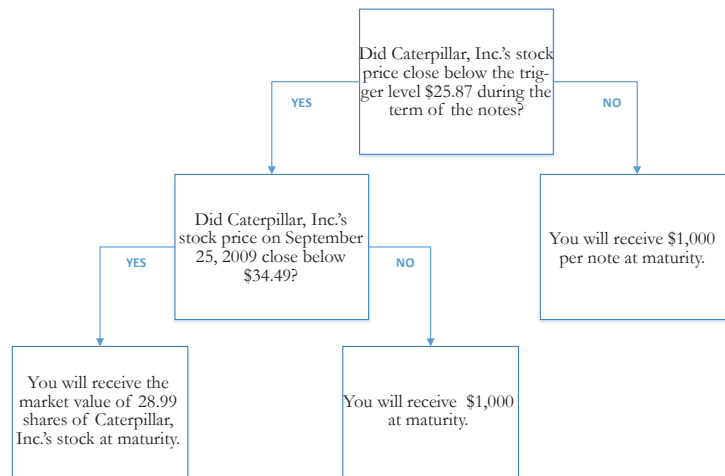 Did Caterpillar, Inc.'s stock
price close below the trig-
ger level $25.87 during the
term of the notes?
YES
NO
Did Caterpillar, Inc.'s
stock price on September
25, 2009 close below
$34.49?
You will receive $1,000
per note at maturity.
YES
NO
You will receive the
market value of 28.99
shares of Caterpillar,
Inc.'s stock at maturity.
You will receive $1,000
at maturity.